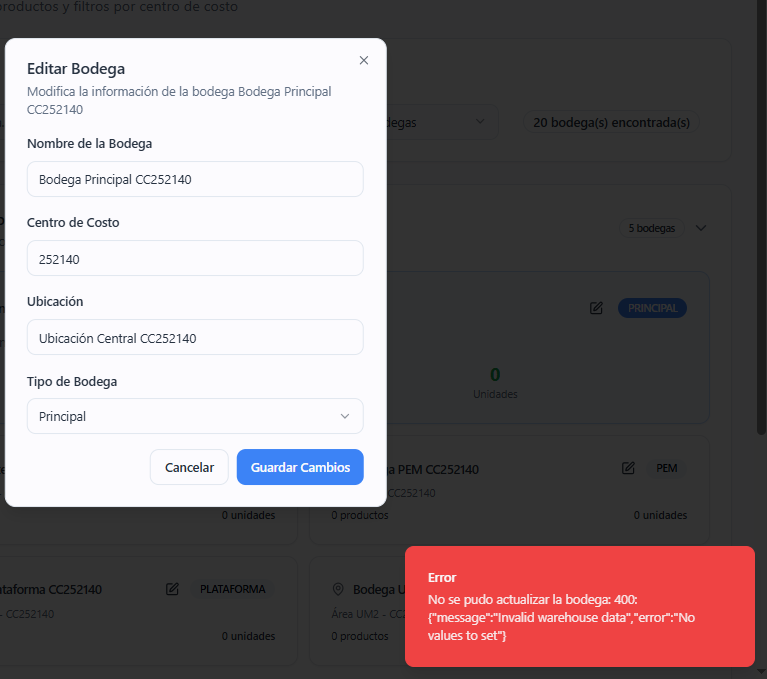 productos y filtros por centro de costo
Editar Bodega
Modifica la información de la bodega Bodega Principal
CC252140
Nombre de la Bodega
Bodega Principal CC252140
Centro de Costo
252140
Ubicación
Ubicación Central CC252140
Tipo de Bodega
Principal
Cancelar
Guardar Cambios
20 bodega(s) encontrada(s)
5 bodegas
PRINCIPAL
0
Unidades
PEM CC252140
PEM
CC252140
0 unidades
0 productos
0 unidades
CC252140
PLATAFORMA
- CC252140
0 unidades
Bodega
Área UM2 -
0 productos
Error
No se pudo actualizar la bodega: 400:
{"message":"Invalid warehouse data","error":"No
values to set"}